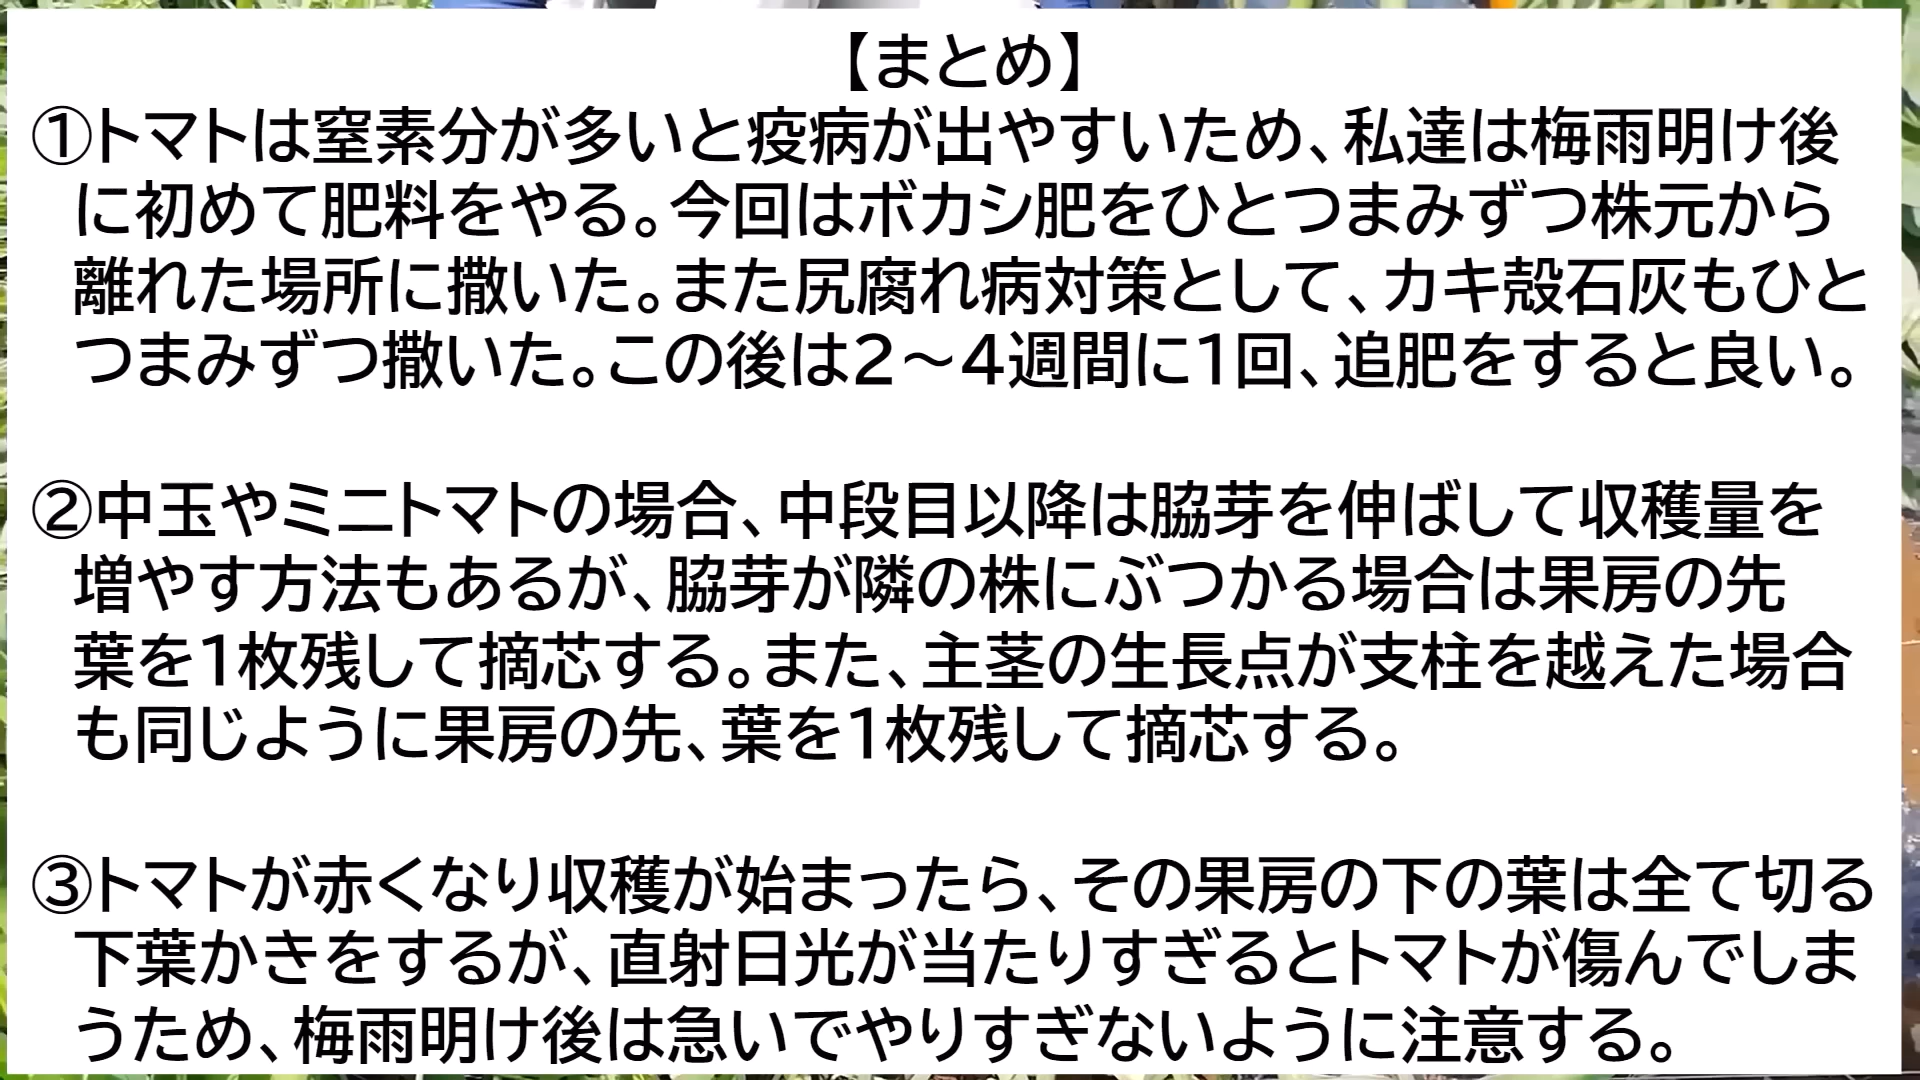 【まとめ】
①トマトは窒素分が多いと疫病が出やすいため、私達は梅雨明け後
に初めて肥料をやる。今回はボカシ肥をひとつまみずつ株元から
離れた場所に撒いた。また尻腐れ病対策として、カキ殻石灰もひと
つまみずつ撒いた。この後は2～4週間に1回、追肥をすると良い。
②中玉やミニトマトの場合、中段目以降は脇芽を伸ばして収穫量を
増やす方法もあるが、脇芽が隣の株にぶつかる場合は果房の先
葉を1枚残して摘芯する。また、主茎の生長点が支柱を越えた場合
も同じように果房の先、葉を1枚残して摘芯する。
③トマトが赤くなり収穫が始まったら、その果房の下の葉は全て切る
下葉かきをするが、直射日光が当たりすぎるとトマトが傷んでしま
うため、梅雨明け後は急いでやりすぎないように注意する。